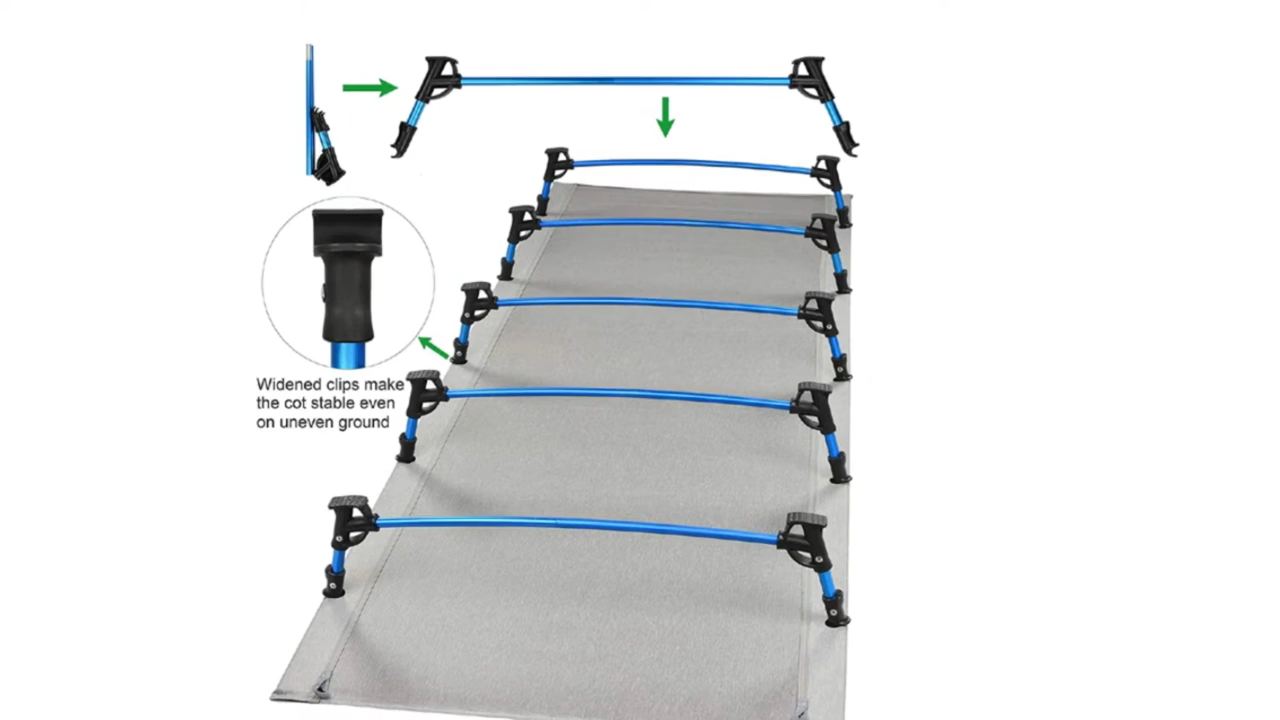 Widened clips make
the cot stable even
on uneven ground